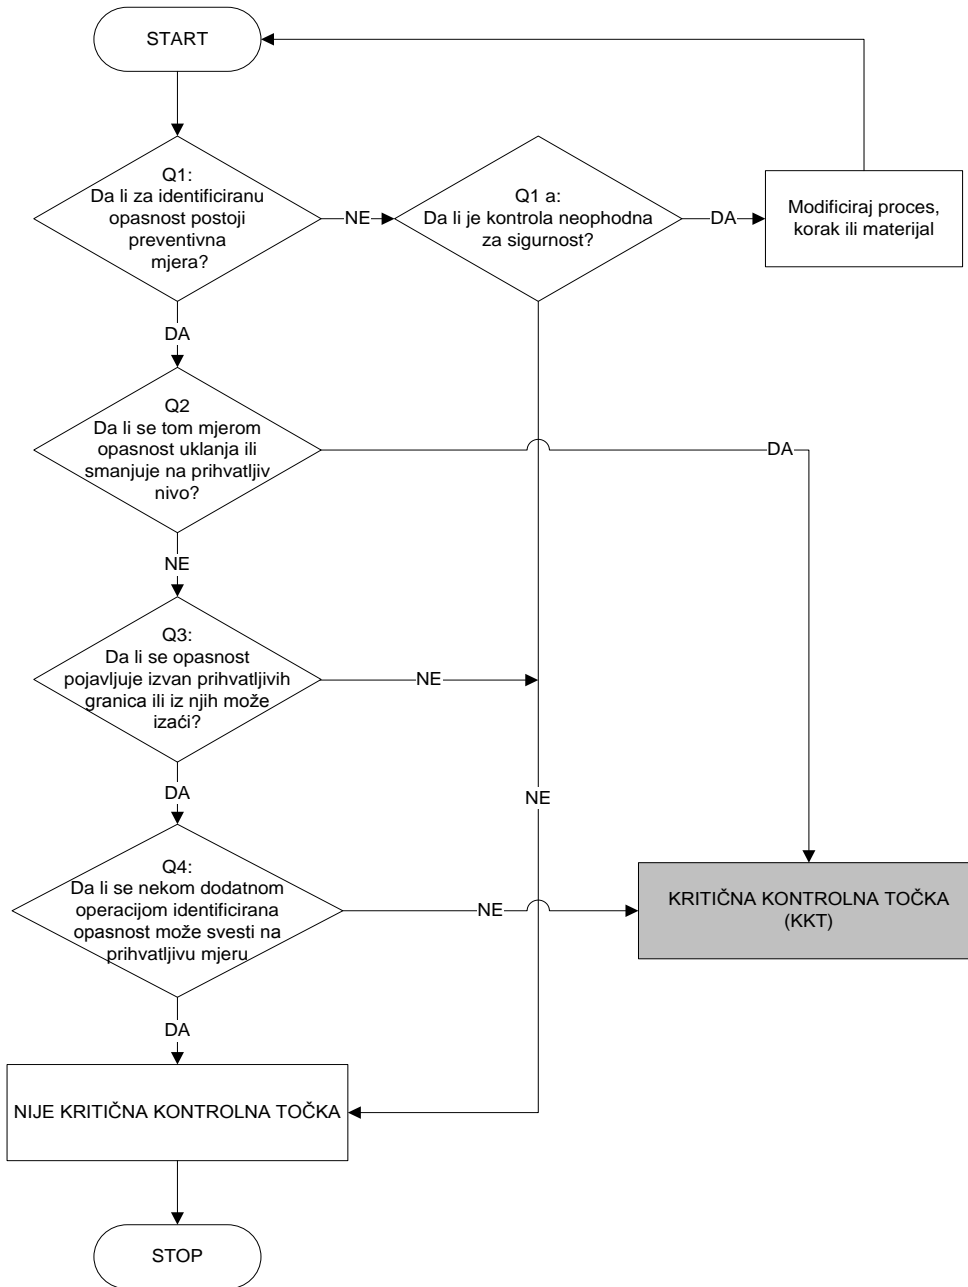 START
Q1:
Da li za identificiranu
opasnost postoji
preventivna
mjera?
NE
Q1 a:
Da li je kontrola neophodna
za sigurnost?
DA
Modificiraj proces,
korak ili materijal
DA
Q2
Da li se tom mjerom
opasnost uklanja ili
smanjuje na prihvatljiv
nivo?
DA
NE
Q3:
Da li se opasnost
pojavljuje izvan prihvatljivih
granica ili iz njih može
izaći?
NE
DA
NE
Q4:
Da li se nekom dodatnom
operacijom identificirana
opasnost može svesti na
prihvatljivu mjeru
NE
KRITIČNA KONTROLNA TOČKA
(KKT)
DA
NIJE KRITIČNA KONTROLNA TOČKA
STOP